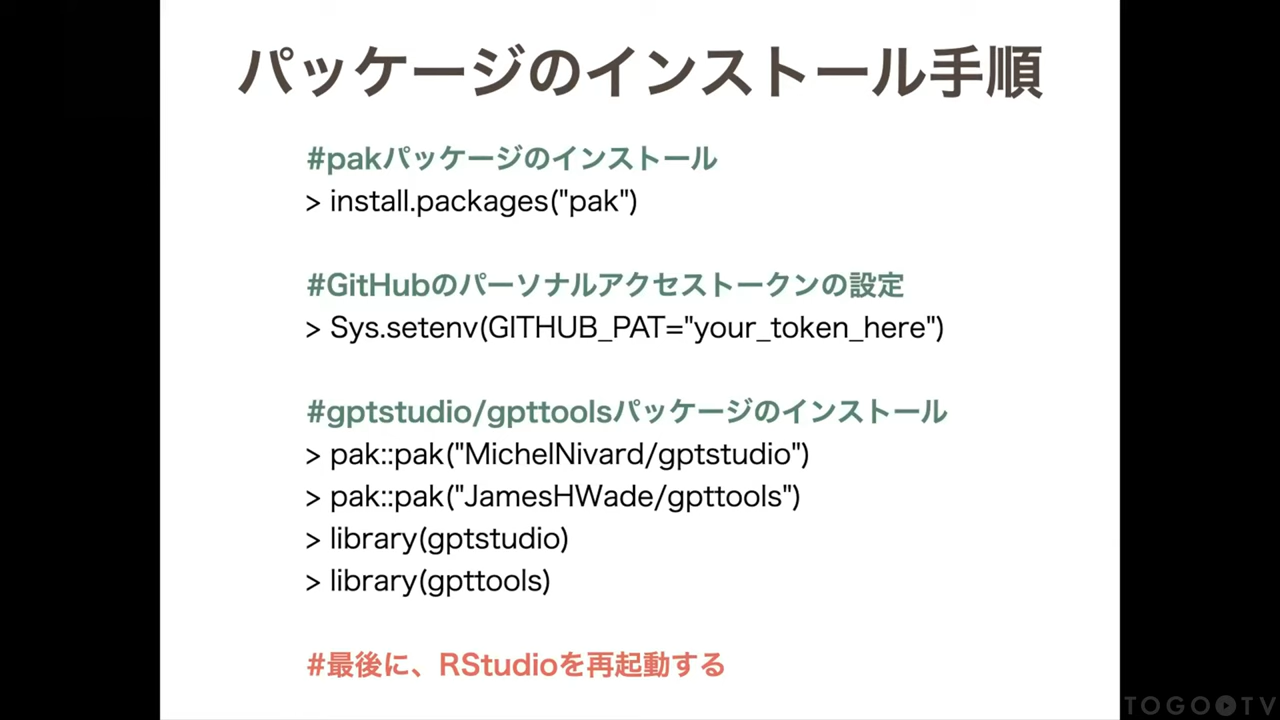 パッケージのインストール手順
#pakパッケージのインストール
> install.packages("pak")
#GitHubのパーソナルアクセストークンの設定
> Sys.setenv(GITHUB_PAT="your_token_here")
#gptstudio/gpttoolsパッケージのインストール
> pak::pak("MichelNivard/gptstudio")
> pak::pak("JamesHWade/gpttools")
> library(gptstudio)
> library(gpttools)
#最後に、RStudioを再起動する
TOGOTV